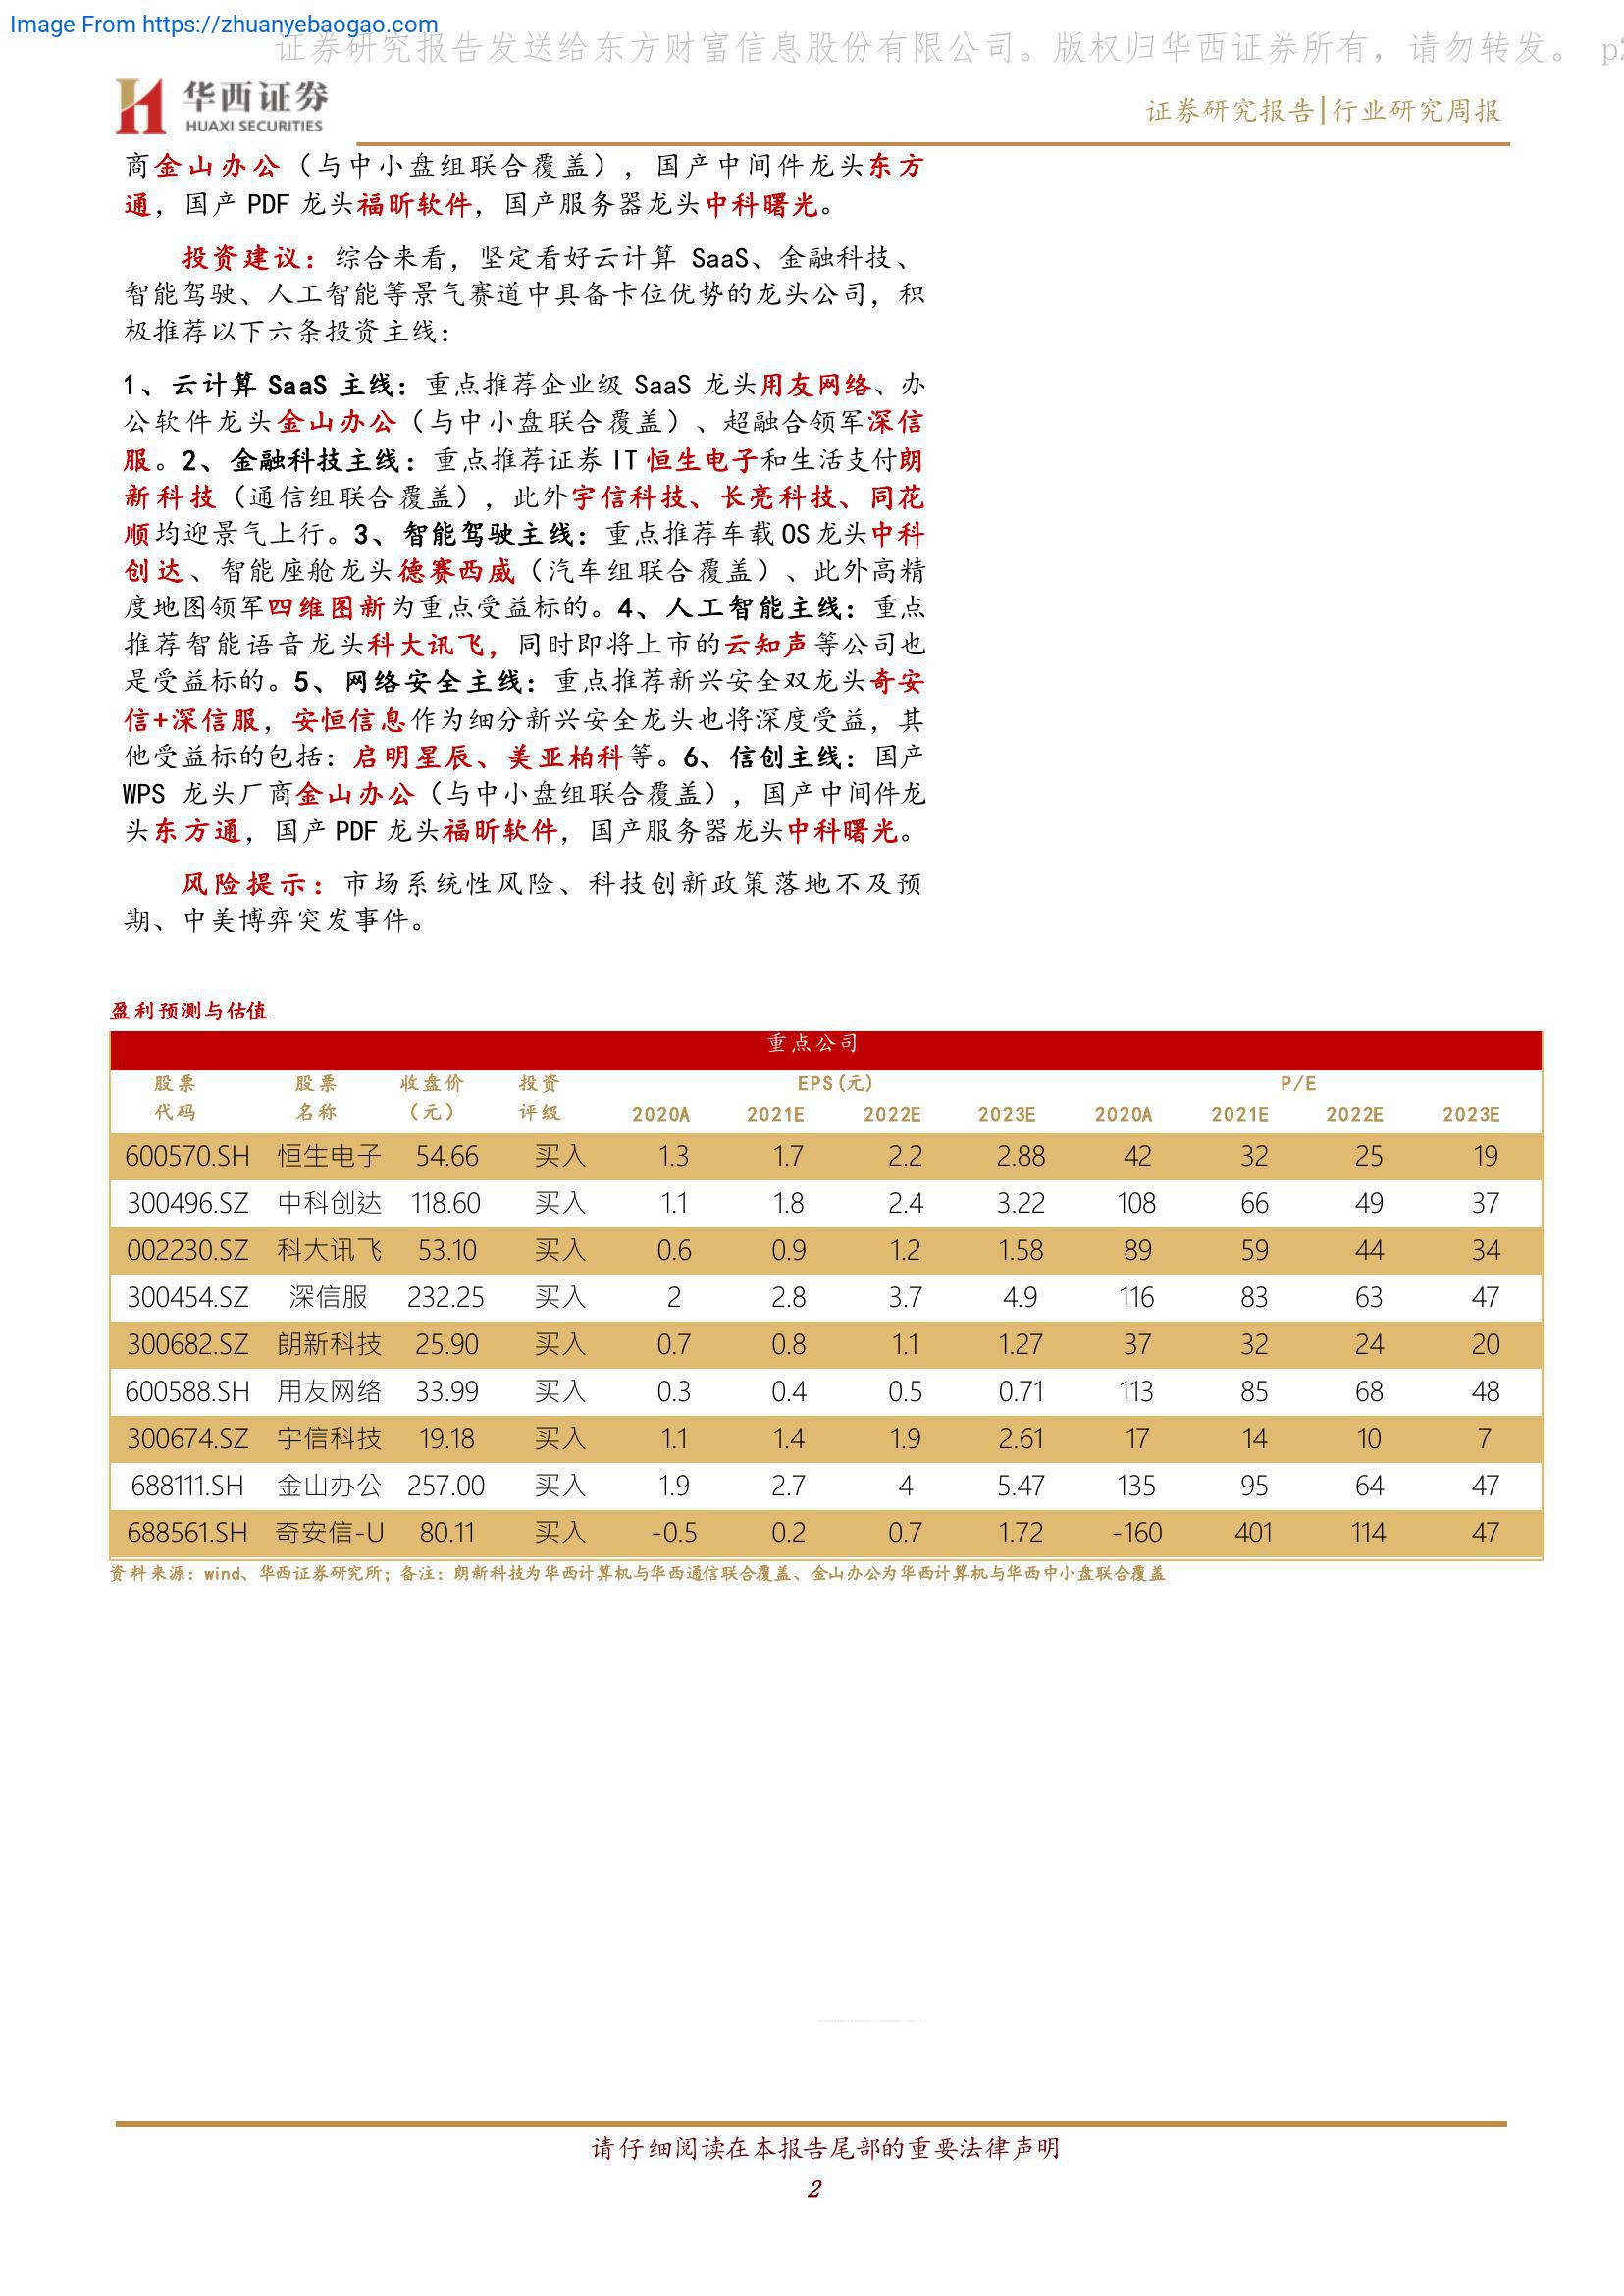 Image From https://zhuanyebaogao.com
证券研究报告发送给东方财富信息股份有限公司。版权归华西证券所有，请勿转发。 p2
华西证券
HUAXI SECURITIES
证券研究报告|行业研究周报
商金山办公（与中小盘组联合覆盖），国产中间件龙头东方
通，国产 PDF 龙头福昕软件，国产服务器龙头中科曙光。
投资建议：综合来看，坚定看好云计算 SaaS、金融科技、
智能驾驶、人工智能等景气赛道中具备卡位优势的龙头公司，积
极推荐以下六条投资主线：
1、云计算 SaaS 主线：重点推荐企业级 SaaS 龙头用友网络、办
公软件龙头金山办公（与中小盘联合覆盖）、超融合领军深信
服。2、金融科技主线：重点推荐证券 IT 恒生电子和生活支付朗
新科技（通信组联合覆盖），此外宇信科技、长亮科技、同花
顺均迎景气上行。3、智能驾驶主线：重点推荐车载 OS 龙头中科
创达、智能座舱龙头德赛西威（汽车组联合覆盖）、此外高精
度地图领军四维图新为重点受益标的。4、人工智能主线：重点
推荐智能语音龙头科大讯飞，同时即将上市的云知声等公司也
是受益标的。5、网络安全主线：重点推荐新兴安全双龙头奇安
信+深信服，安恒信息作为细分新兴安全龙头也将深度受益，其
他受益标的包括：启明星辰、美亚柏科等。6、信创主线：国产
WPS 龙头厂商金山办公（与中小盘组联合覆盖），国产中间件龙
头东方通，国产 PDF 龙头福昕软件，国产服务器龙头中科曙光。
风险提示：市场系统性风险、科技创新政策落地不及预
期、中美博弈突发事件。
盈利预测与估值
重点公司
股票 股票 收盘价 投资 EPS(元) P/E
代码 名称 （元） 评级 2020A 2021E 2022E 2023E 2020A 2021E 2022E 2023E
600570.SH 恒生电子 54.66 买入 1.3 1.7 2.2 2.88 42 32 25 19
300496.SZ 中科创达 118.60 买入 1.1 1.8 2.4 3.22 108 66 49 37
002230.SZ 科大讯飞 53.10 买入 0.6 0.9 1.2 1.58 89 59 44 34
300454.SZ 深信服 232.25 买入 2 2.8 3.7 4.9 116 83 63 47
300682.SZ 朗新科技 25.90 买入 0.7 0.8 1.1 1.27 37 32 24 20
600588.SH 用友网络 33.99 买入 0.3 0.4 0.5 0.71 113 85 68 48
300674.SZ 宇信科技 19.18 买入 1.1 1.4 1.9 2.61 17 14 10 7
688111.SH 金山办公 257.00 买入 1.9 2.7 4 5.47 135 95 64 47
688561.SH 奇安信-U 80.11 买入 -0.5 0.2 0.7 1.72 -160 401 114 47
资料来源：wind、华西证券研究所；备注：朗新科技为华西计算机与华西通信联合覆盖、金山办公为华西计算机与华西中小盘联合覆盖
请仔细阅读在本报告尾部的重要法律声明
2